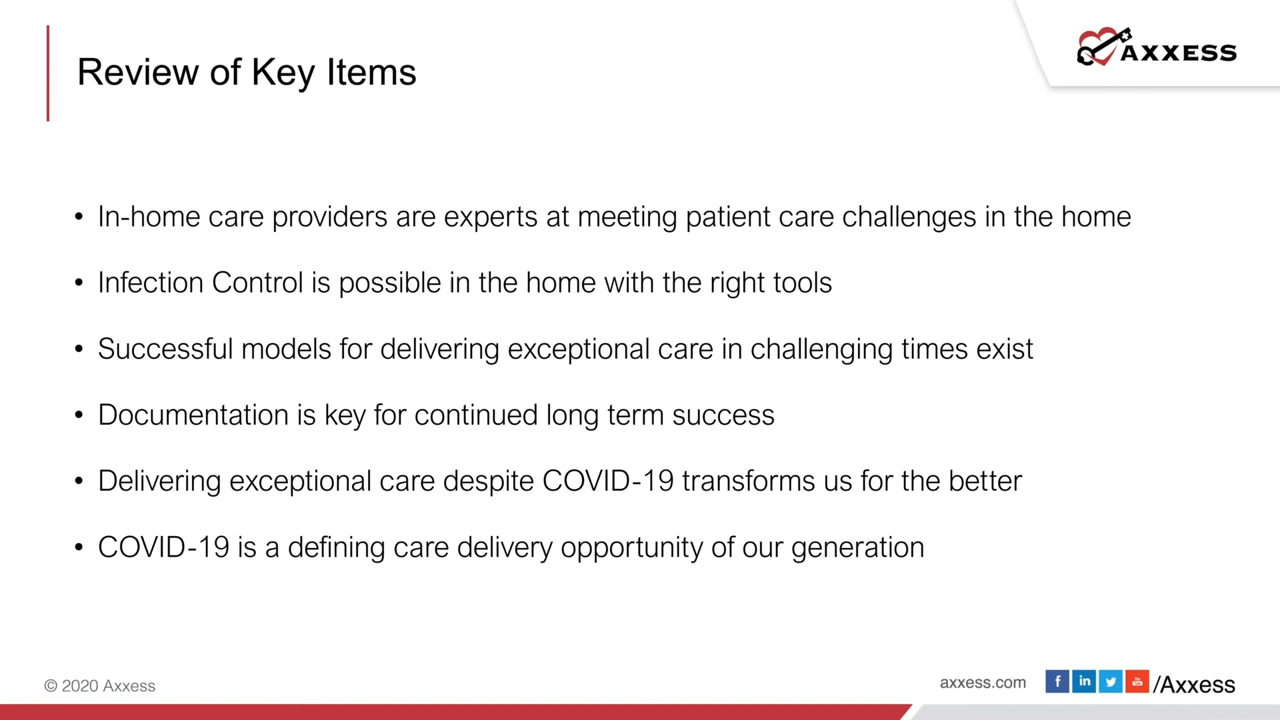 Review of Key Items
AXXESS
• In-home care providers are experts at meeting patient care challenges in the home
• Infection Control is possible in the home with the right tools
• Successful models for delivering exceptional care in challenging times exist
• Documentation is key for continued long term success
• Delivering exceptional care despite COVID-19 transforms us for the better
• COVID-19 is a defining care delivery opportunity of our generation
© 2020 Axxess
axxess.com f in You Tube /Axxess